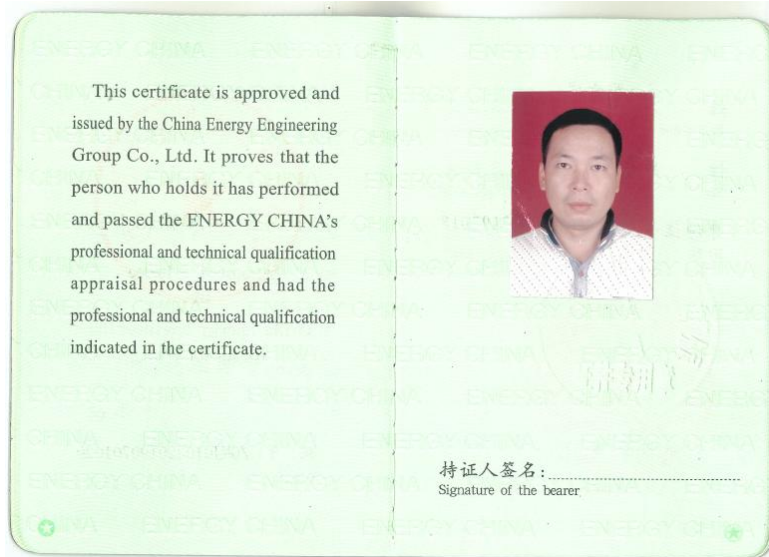 This certificate is approved and
issued by the China Energy Engineering
Group Co., Ltd. It proves that the
person who holds it has performed
and passed the ENERGY CHINA's
professional and technical qualification
appraisal procedures and had the
professional and technical qualification
indicated in the certificate.
持证人签名:
Signature of the bearer